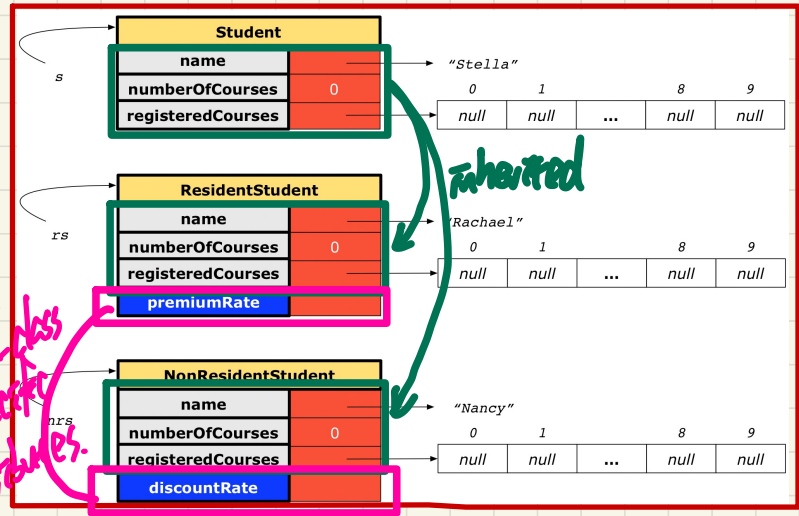 Student
name
"Stella"
s
numberOfCourses 0
0 1 8 9
registeredCourses
null null ... null null
inherited
ResidentStudent
name
"Rachael"
rs
numberOfCourses 0
0 1 8 9
registeredCourses
null null ... null null
premiumRate
NonResidentStudent
name
"Nancy"
nrs
numberOfCourses 0
0 1 8 9
registeredCourses
null null ... null null
discountRate